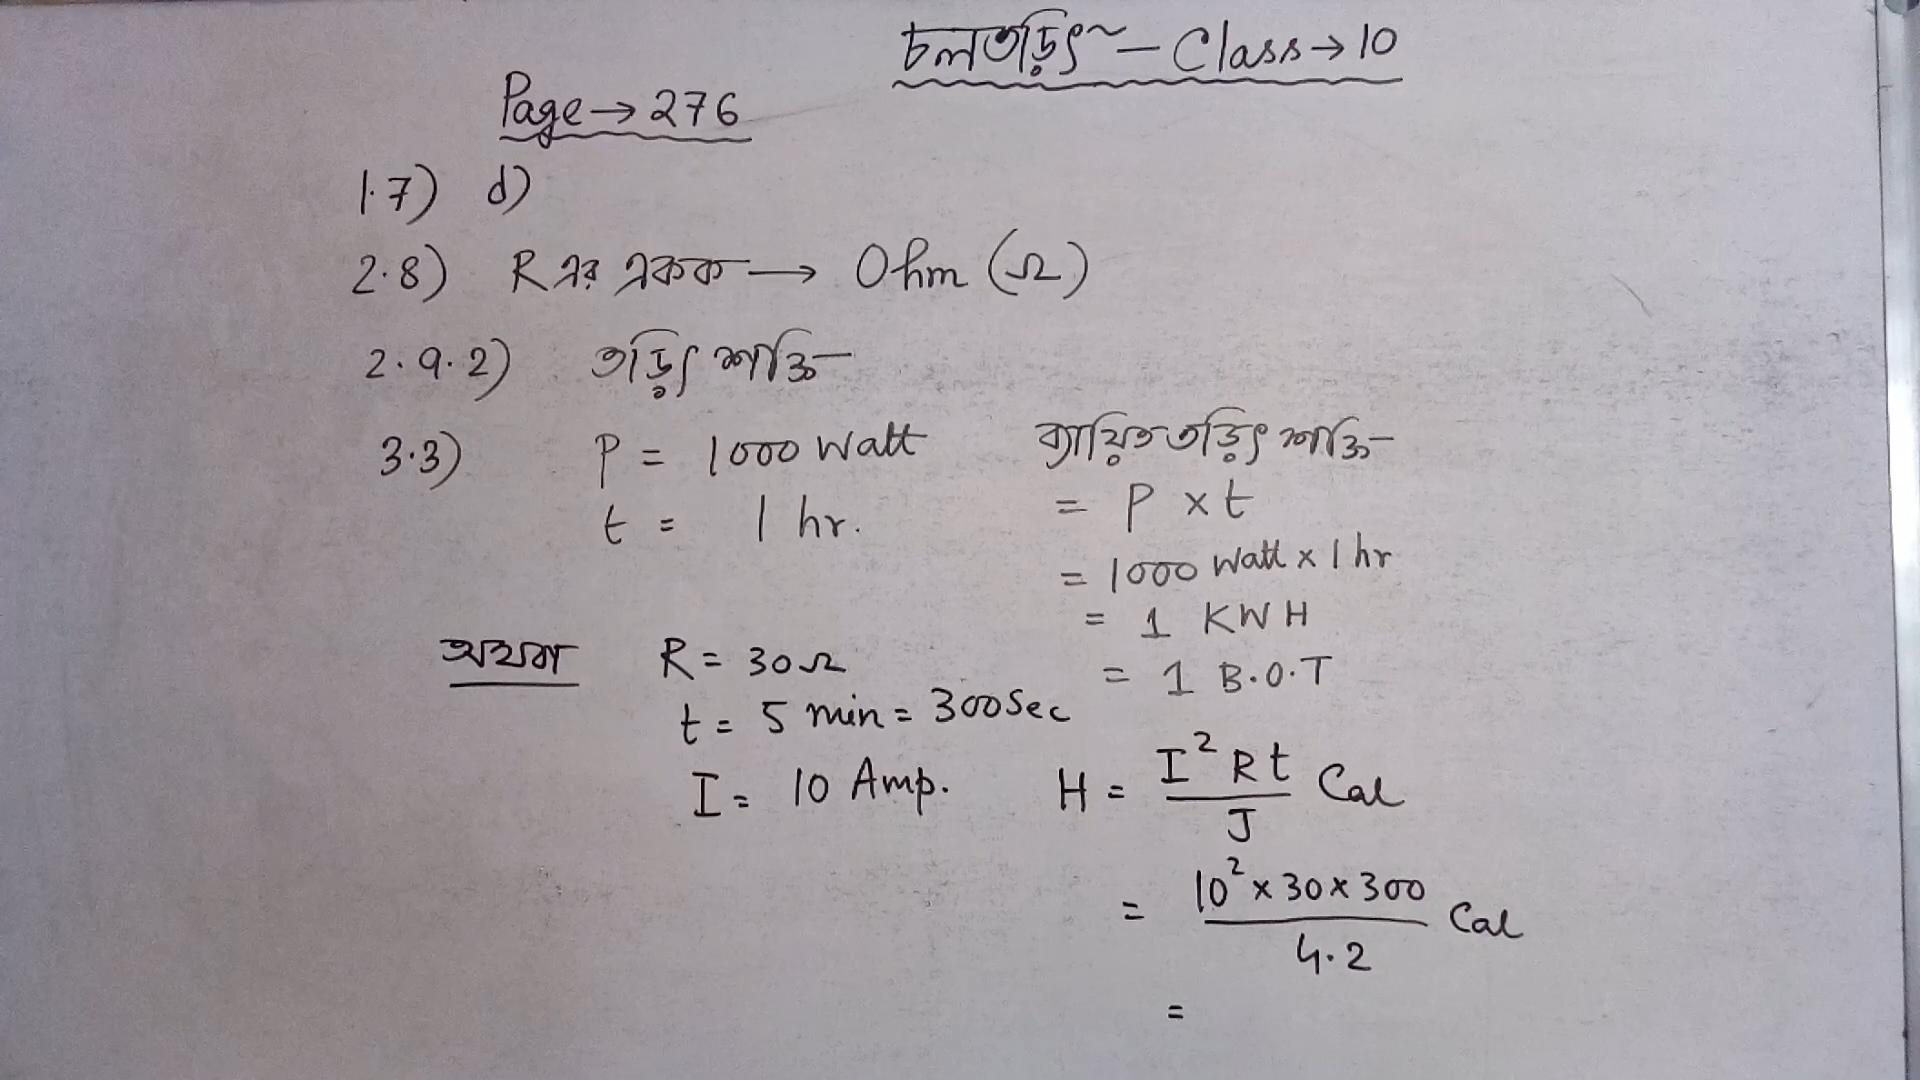 চলতড়িৎ ~ – Class → 10
Page → 276
1.7) d)
2.8) R এর একক → Ohm (Ω)
2.9.2) তড়িৎ শক্তি
3.3) P = 1000 Watt
t = 1 hr.
ব্যয়িত তড়িৎ শক্তি
= P x t
= 1000 Watt x 1 hr
= 1 KWH
= 1 B.O.T
অথবা R = 30Ω
t = 5 min = 300Sec
I = 10 Amp.
H = I² R t / J Cal
= 10² x 30 x 300 / 4.2 Cal
=